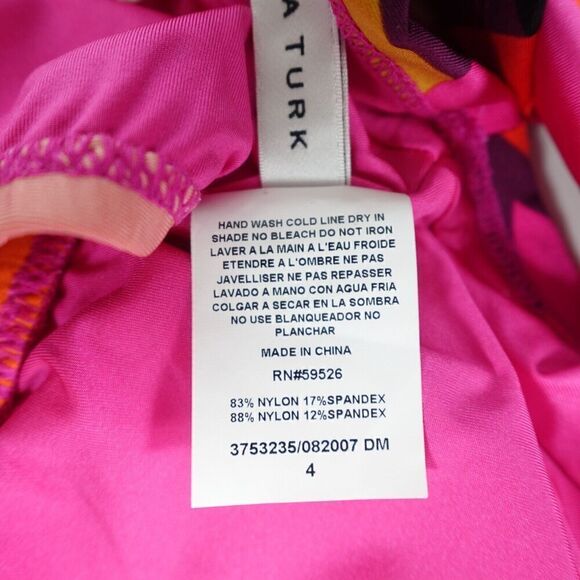 A TURK
HAND WASH COLD LINE DRY IN
SHADE NO BLEACH DO NOT IRON
LAVER A LA MAIN A L'EAU FROIDE
ETENDRE A L'OMBRE NE PAS
JAVELLISER NE PAS REPASSER
LAVADO A MANO CON AGUA FRIA
COLGAR A SECAR EN LA SOMBRA
NO USE BLANQUEADOR NO
PLANCHAR
MADE IN CHINA
RN#59526
83% NYLON 17%SPANDEX
88% NYLON 12%SPANDEX
3753235/082007 DM
4